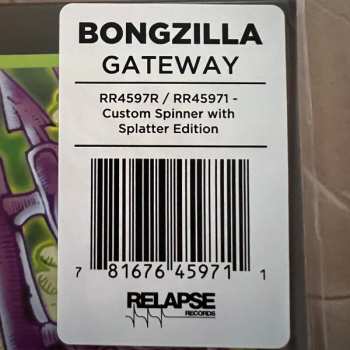 BONGZILLA
GATEWAY
RR4597R / RR45971 -
Custom Spinner with
Splatter Edition
7 81676 45971 1
RELAPSE
RECORDS